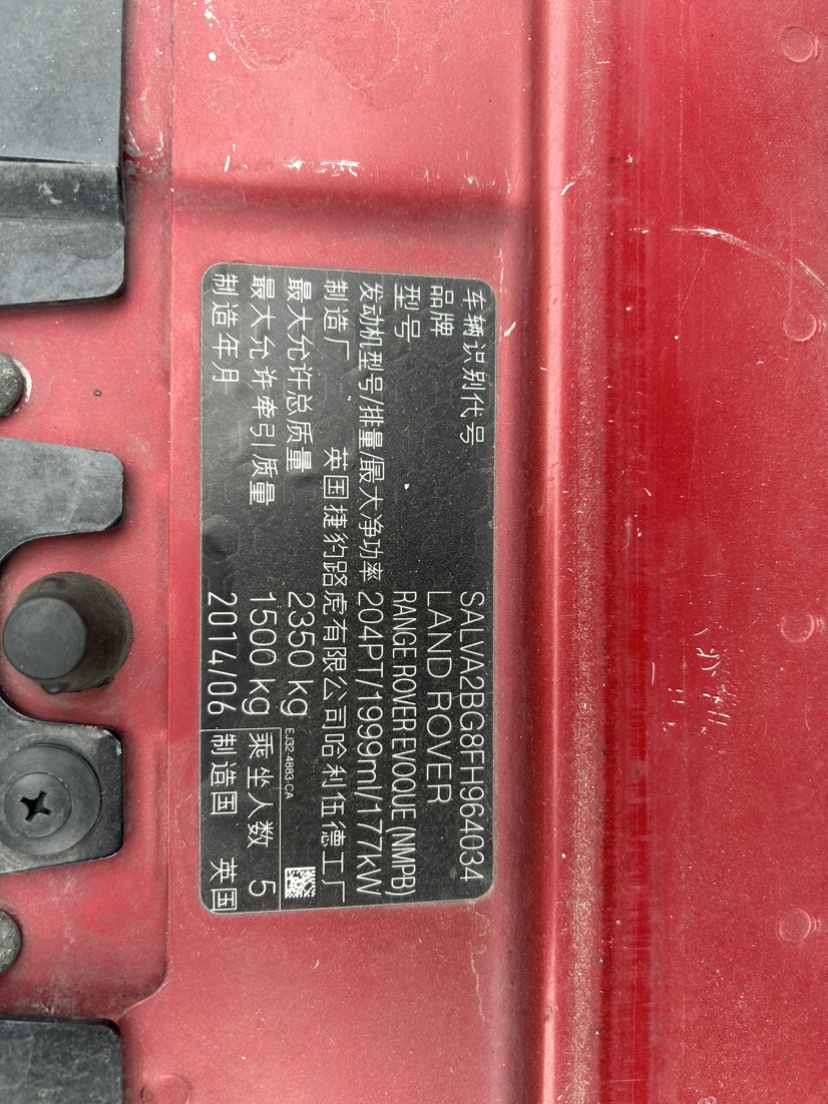 车辆识别代号 SALVA2BG8FH964034
品牌 LAND ROVER
型号 RANGE ROVER EVOQUE (NMPB)
发动机型号/排量/最大净功率 204PT/1999ml/177kW
制造厂 英国捷豹路虎有限公司哈利伍德工厂
最大允许总质量 2350 kg EJ32-4883-CA
最大允许牵引质量 1500 kg 乘坐人数 5
制造年月 2014/06 制造国 英国